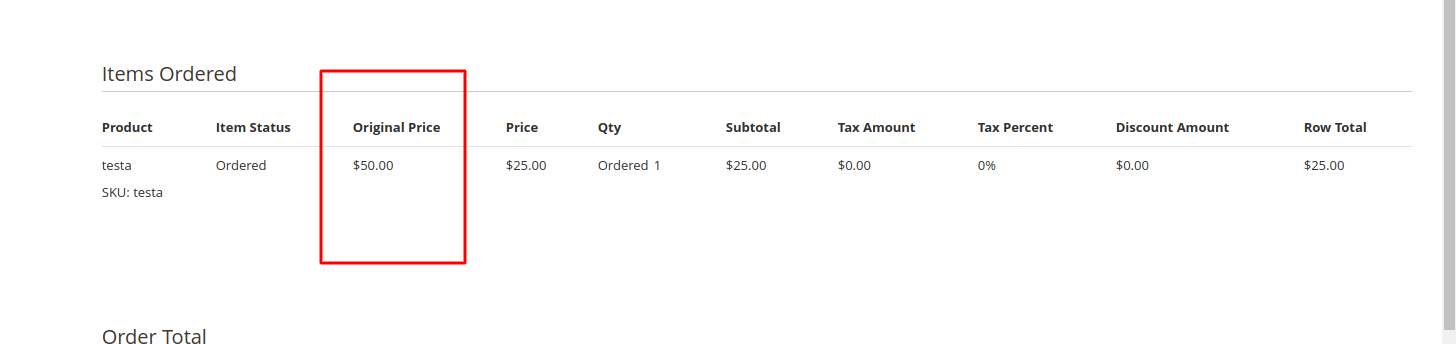 Items Ordered
Product Item Status Original Price Price Qty Subtotal Tax Amount Tax Percent Discount Amount Row Total
testa Ordered $50.00 $25.00 Ordered 1 $25.00 $0.00 0% $0.00 $25.00
SKU: testa
Order Total